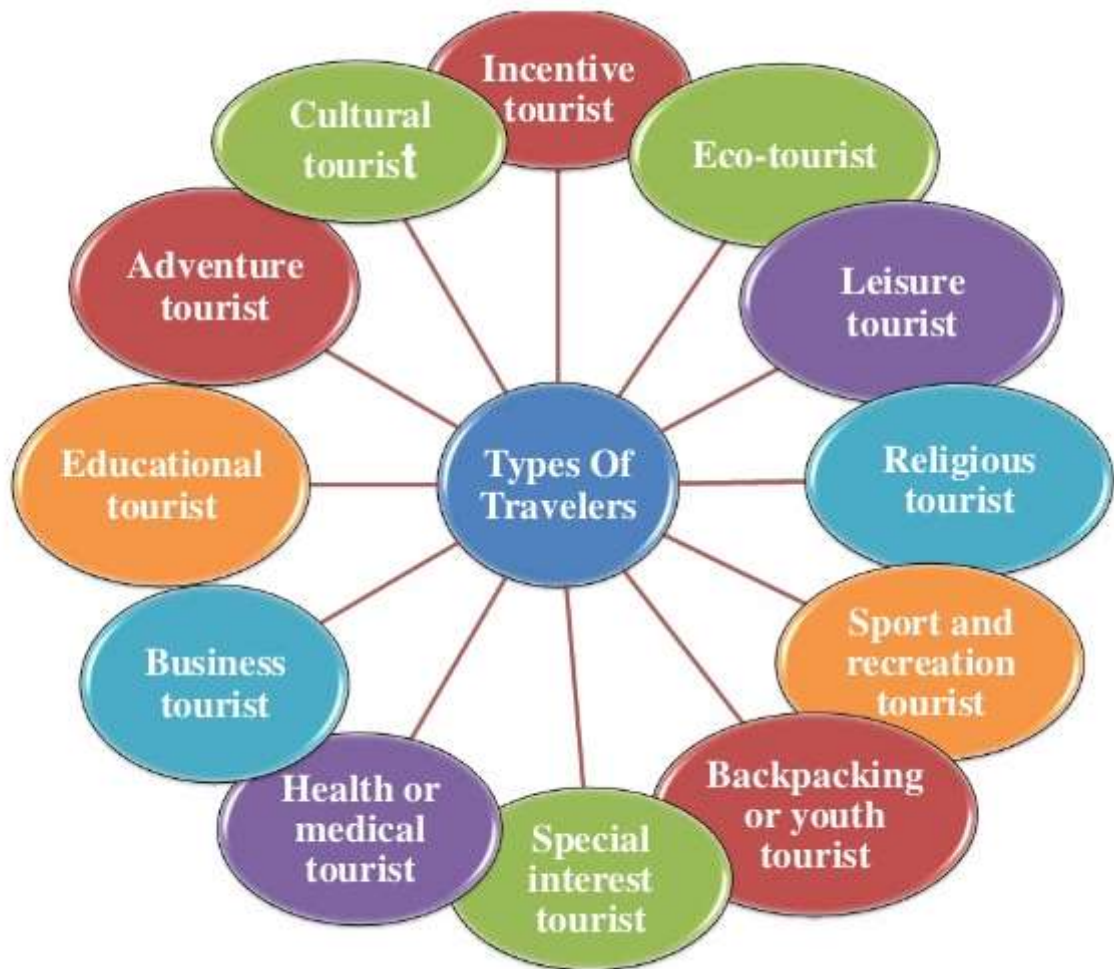 Incentive
tourist
Eco-tourist
Leisure
tourist
Religious
tourist
Sport and
recreation
tourist
Backpacking
or youth
tourist
Special
interest
tourist
Health or
medical
tourist
Business
tourist
Educational
tourist
Adventure
tourist
Cultural
tourist
Types Of
Travelers